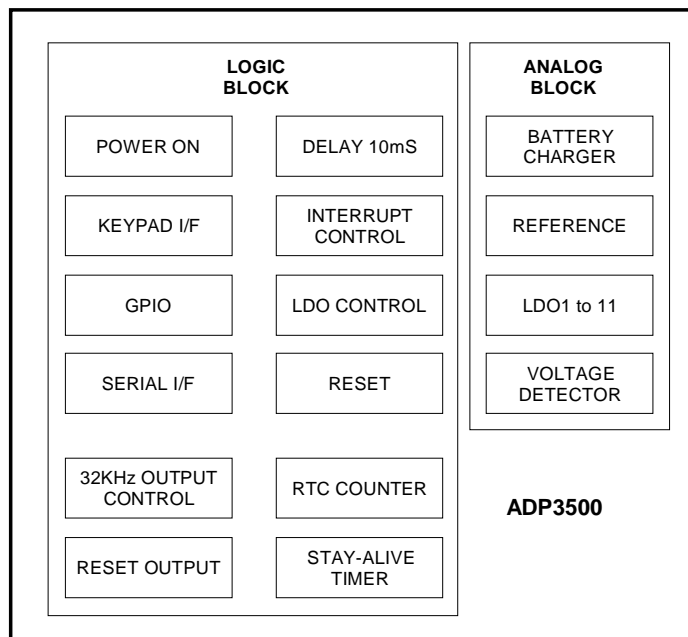 LOGIC
BLOCK
POWER ON
DELAY 10mS
KEYPAD I/F
INTERRUPT
CONTROL
GPIO
LDO CONTROL
SERIAL I/F
RESET
32KHz OUTPUT
CONTROL
RTC COUNTER
RESET OUTPUT
STAY-ALIVE
TIMER
ANALOG
BLOCK
BATTERY
CHARGER
REFERENCE
LDO1 to 11
VOLTAGE
DETECTOR
ADP3500